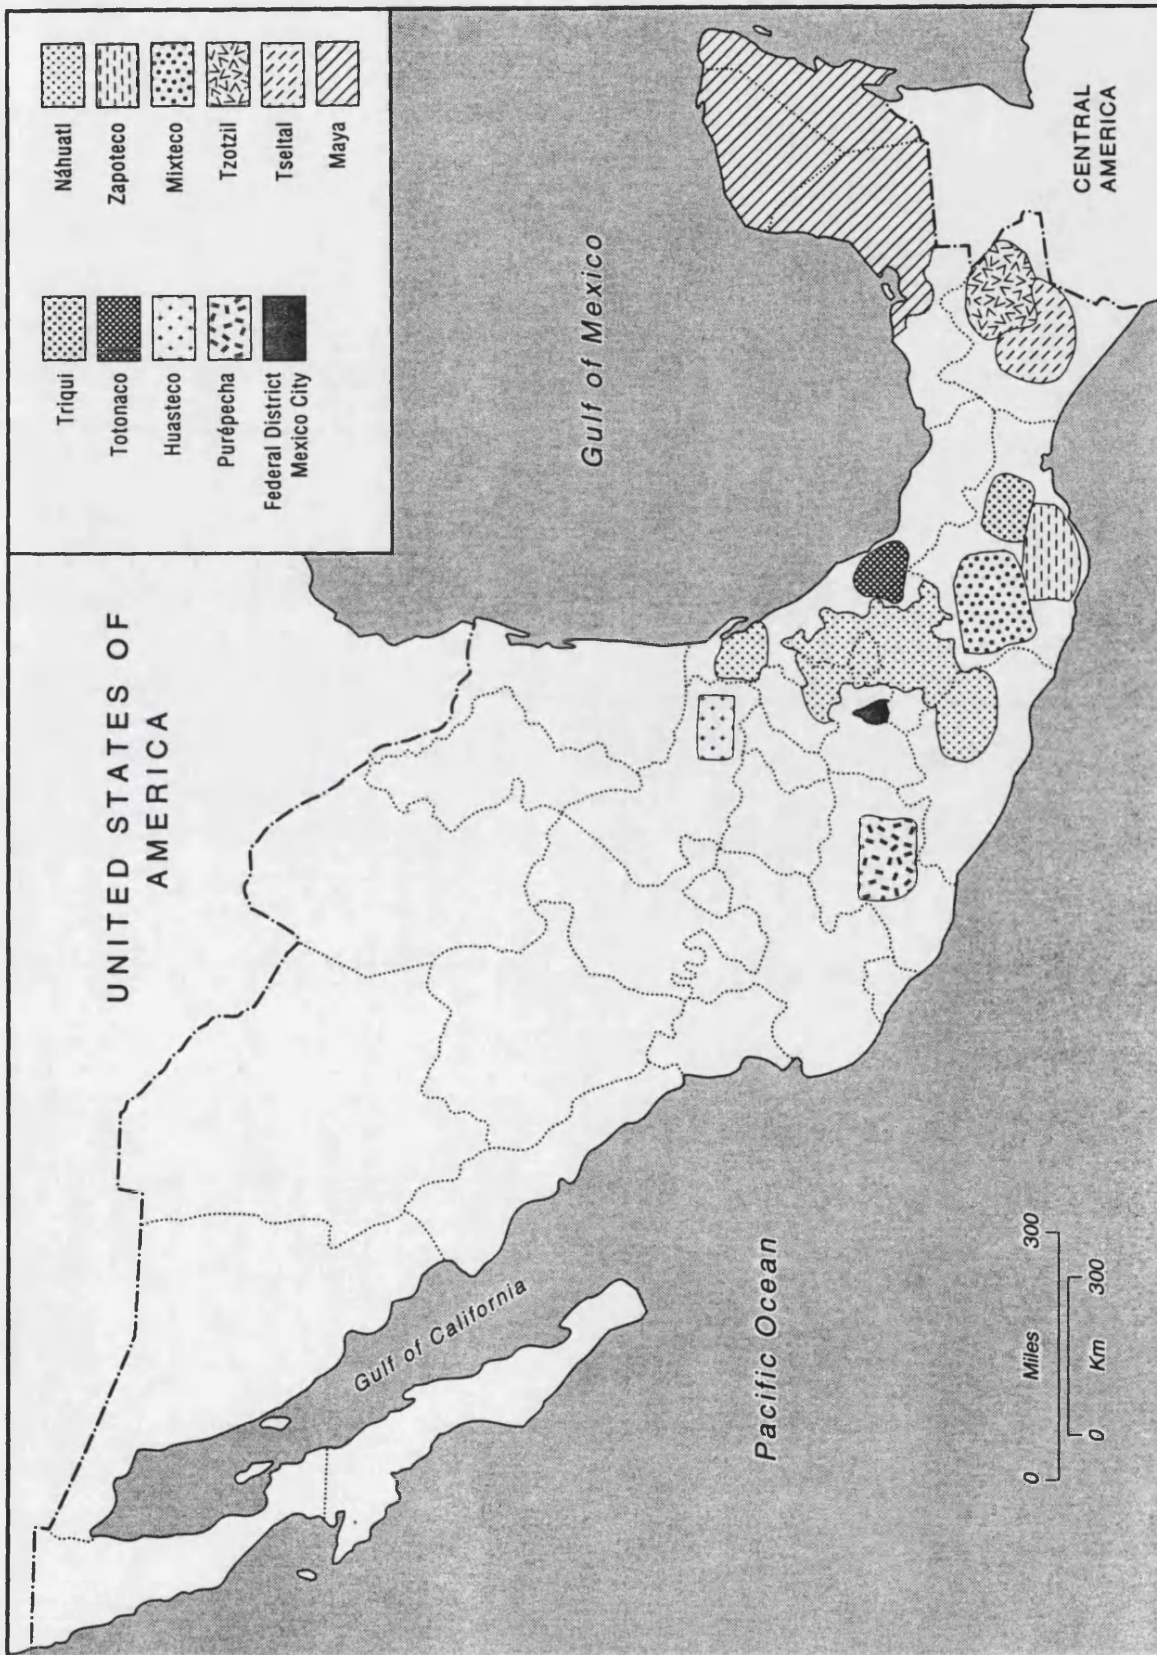 UNITED STATES OF
AMERICA
Gulf of Mexico
Gulf of California
Pacific Ocean
CENTRAL
AMERICA
0 Miles 300
0 Km 300
Triqui
Totonaco
Huasteco
Purépecha
Federal District
Mexico City
Náhuatl
Zapoteco
Mixteco
Tzotzil
Tseltal
Maya